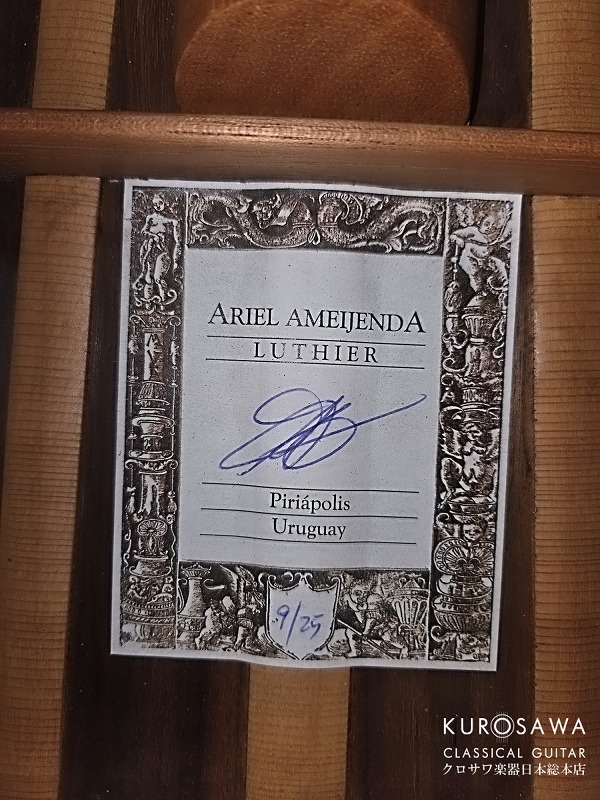 ARIEL AMEIJENDA
LUTHIER
Piriápolis
Uruguay
9/25
KUROSAWA
CLASSICAL GUITAR
クロサワ楽器日本総本店